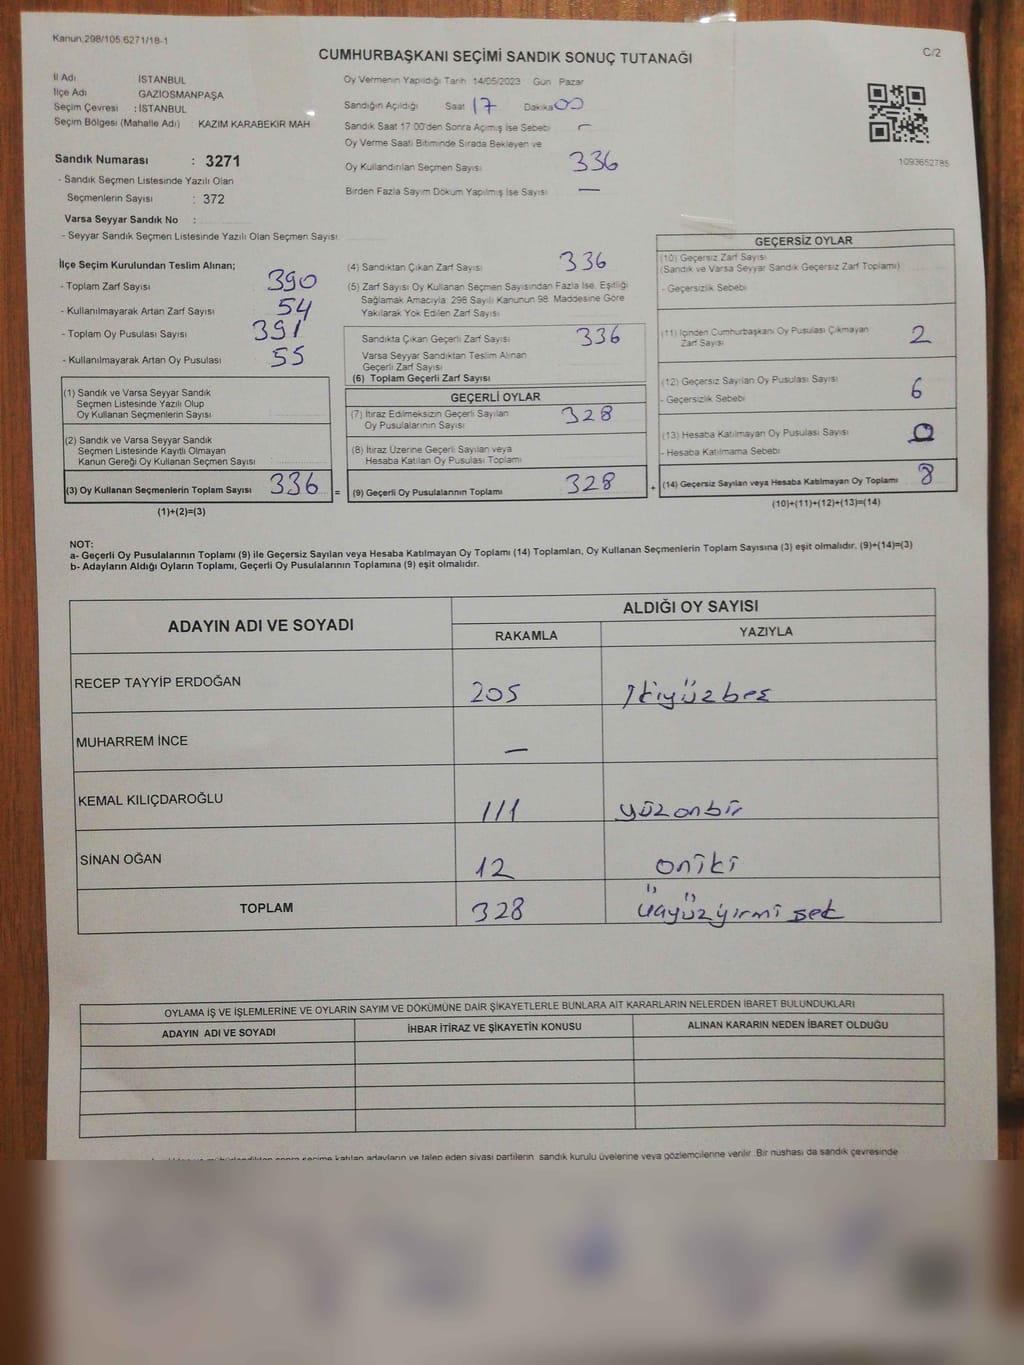 Kanun.298/105.6271/18-1
C/2
CUMHURBAŞKANI SEÇİMİ SANDIK SONUÇ TUTANAĞI
İl Adı İSTANBUL
İlçe Adı GAZİOSMANPAŞA
Seçim Çevresi : İSTANBUL
Seçim Bölgesi (Mahalle Adı) : KAZIM KARABEKİR MAH
Sandık Numarası : 3271
- Sandık Seçmen Listesinde Yazılı Olan
Seçmenlerin Sayısı : 372
Varsa Seyyar Sandık No :
- Seyyar Sandık Seçmen Listesinde Yazılı Olan Seçmen Sayısı
Oy Vermenin Yapıldığı Tarih 14/05/2023 Gün Pazar
Sandığın Açıldığı Saat 17 Dakika 00
Sandık Saat 17.00'den Sonra Açılmış İse Sebebi –
Oy Verme Saati Bitiminde Sırada Bekleyen ve
Oy Kullandırılan Seçmen Sayısı 336
Birden Fazla Sayım Döküm Yapılmış İse Sayısı —
1093652785
İlçe Seçim Kurulundan Teslim Alınan;
- Toplam Zarf Sayısı 390
- Kullanılmayarak Artan Zarf Sayısı 54
- Toplam Oy Pusulası Sayısı 391
- Kullanılmayarak Artan Oy Pusulası 55
(1) Sandık ve Varsa Seyyar Sandık
Seçmen Listesinde Yazılı Olup
Oy Kullanan Seçmenlerin Sayısı
(2) Sandık ve Varsa Seyyar Sandık
Seçmen Listesinde Kayıtlı Olmayan
Kanun Gereği Oy Kullanan Seçmen Sayısı
(3) Oy Kullanan Seçmenlerin Toplam Sayısı 336 =
(1)+(2)=(3)
(4) Sandıktan Çıkan Zarf Sayısı 336
(5) Zarf Sayısı Oy Kullanan Seçmen Sayısından Fazla İse, Eşitliği
Sağlamak Amacıyla 298 Sayılı Kanunun 98. Maddesine Göre
Yakılarak Yok Edilen Zarf Sayısı
Sandıkta Çıkan Geçerli Zarf Sayısı 336
Varsa Seyyar Sandıktan Teslim Alınan
Geçerli Zarf Sayısı
(6) Toplam Geçerli Zarf Sayısı
GEÇERLİ OYLAR
(7) İtiraz Edilmeksizin Geçerli Sayılan
Oy Pusulalarının Sayısı 328
(8) İtiraz Üzerine Geçerli Sayılan veya
Hesaba Katılan Oy Pusulası Toplamı
(9) Geçerli Oy Pusulalarının Toplamı 328 +
GEÇERSİZ OYLAR
(10) Geçersiz Zarf Sayısı
(Sandık ve Varsa Seyyar Sandık Geçersiz Zarf Toplamı)
- Geçersizlik Sebebi
(11) İçinden Cumhurbaşkanı Oy Pusulası Çıkmayan
Zarf Sayısı 2
(12) Geçersiz Sayılan Oy Pusulası Sayısı 6
- Geçersizlik Sebebi
(13) Hesaba Katılmayan Oy Pusulası Sayısı 0
- Hesaba Katılmama Sebebi
(14) Geçersiz Sayılan veya Hesaba Katılmayan Oy Toplamı 8
(10)+(11)+(12)+(13)=(14)
NOT:
a- Geçerli Oy Pusulalarının Toplamı (9) ile Geçersiz Sayılan veya Hesaba Katılmayan Oy Toplamı (14) Toplamları, Oy Kullanan Seçmenlerin Toplam Sayısına (3) eşit olmalıdır. (9)+(14)=(3)
b- Adayların Aldığı Oyların Toplamı, Geçerli Oy Pusulalarının Toplamına (9) eşit olmalıdır.
ADAYIN ADI VE SOYADI ALDIĞI OY SAYISI
RAKAMLA YAZIYLA
RECEP TAYYİP ERDOĞAN 205 İkiyüzbeş
MUHARREM İNCE —
KEMAL KILIÇDAROĞLU 111 yüzonbir
SİNAN OĞAN 12 oniki
TOPLAM 328 üçyüzyirmi sek
OYLAMA İŞ VE İŞLEMLERİNE VE OYLARIN SAYIM VE DÖKÜMÜNE DAİR ŞİKAYETLERLE BUNLARA AİT KARARLARIN NELERDEN İBARET BULUNDUKLARI
ADAYIN ADI VE SOYADI İHBAR İTİRAZ VE ŞİKAYETİN KONUSU ALINAN KARARIN NEDEN İBARET OLDUĞU
sonra seçime katılan adayların ve talep eden siyasi partilerin sandık kurulu üyelerine veya gözlemcilerine verilir. Bir nüshası da sandık çevresinde